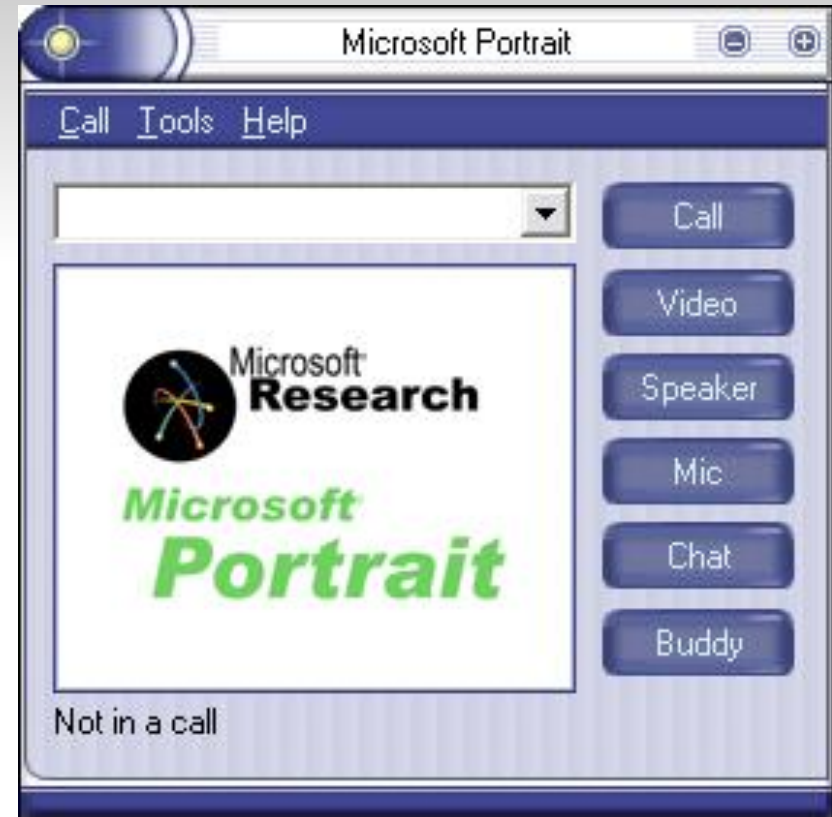 Microsoft Portrait
Call Tools Help
Call
Video
Microsoft
Research
Speaker
Mic
Microsoft
Portrait
Chat
Buddy
Not in a call